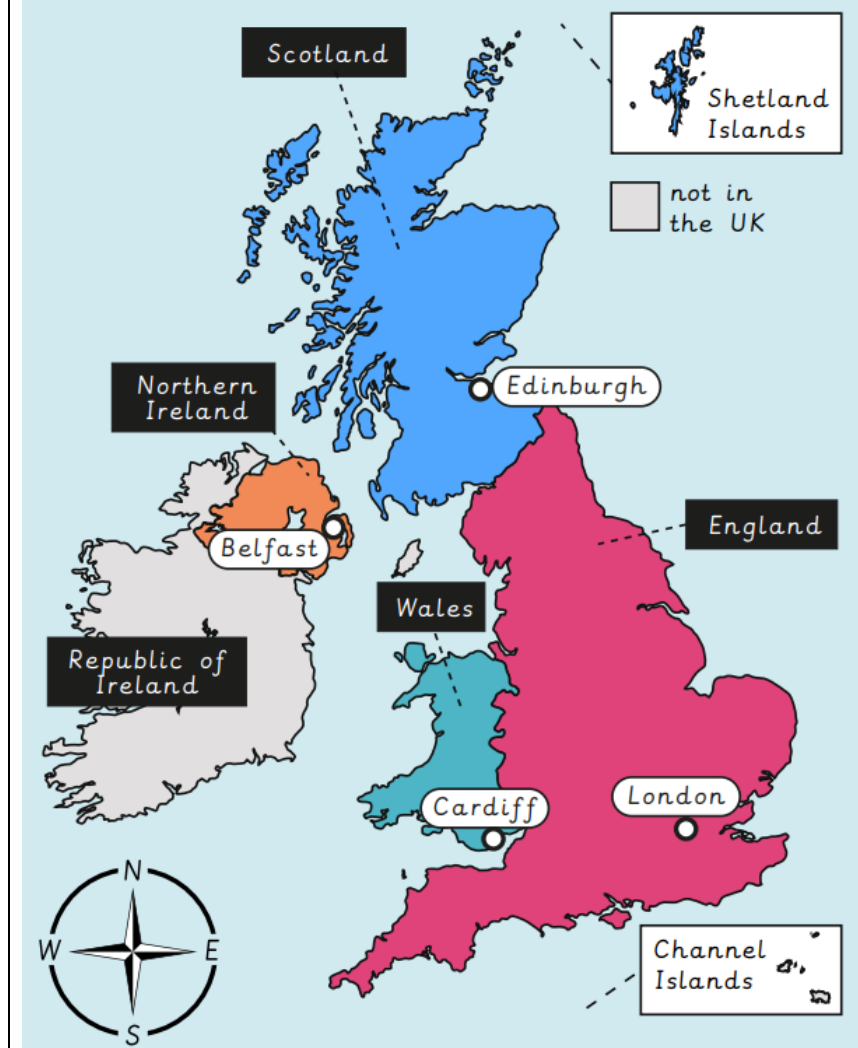 Scotland
Shetland
Islands
not in
the UK
Northern
Ireland
Edinburgh
England
Belfast
Wales
Republic of
Ireland
Cardiff
London
N
W
E
S
Channel
Islands